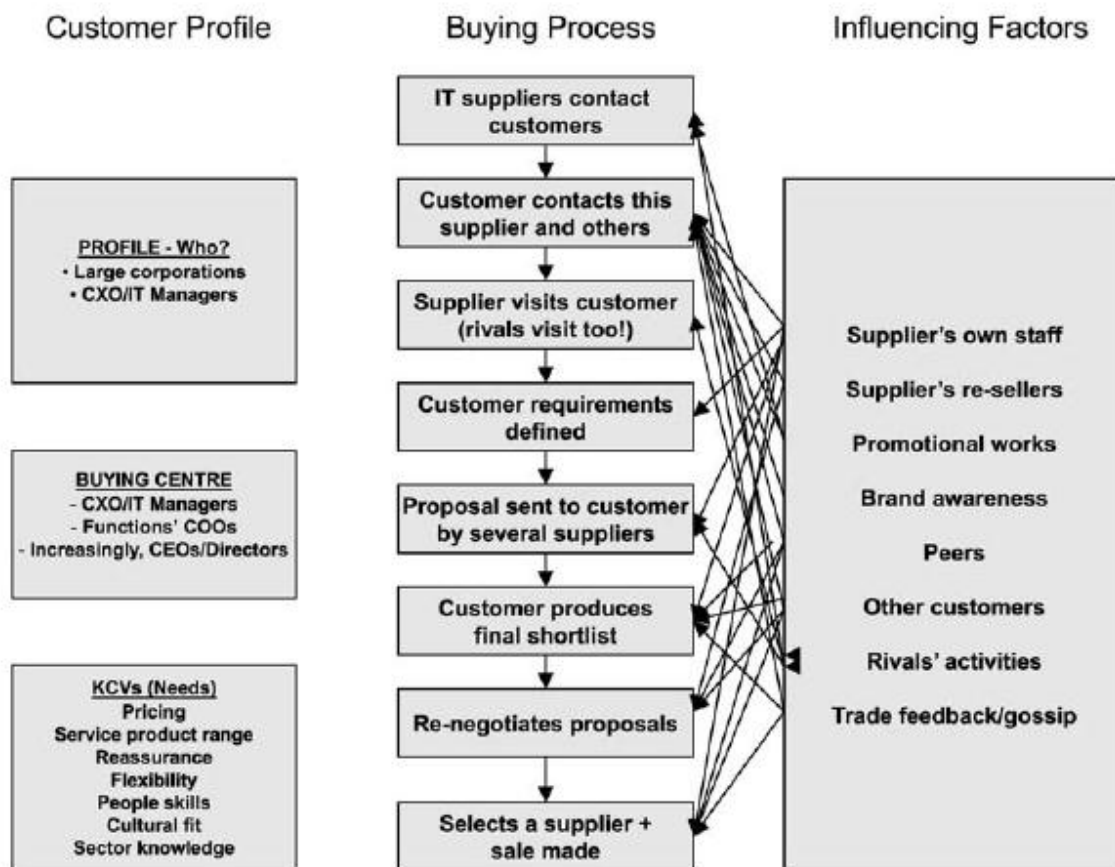 Customer Profile
Buying Process
Influencing Factors
PROFILE - Who?
• Large corporations
• CXO/IT Managers
BUYING CENTRE
- CXO/IT Managers
- Functions' COOs
- Increasingly, CEOs/Directors
KCVs (Needs)
Pricing
Service product range
Reassurance
Flexibility
People skills
Cultural fit
Sector knowledge
IT suppliers contact
customers
Customer contacts this
supplier and others
Supplier visits customer
(rivals visit too!)
Customer requirements
defined
Proposal sent to customer
by several suppliers
Customer produces
final shortlist
Re-negotiates proposals
Selects a supplier +
sale made
Supplier's own staff
Supplier's re-sellers
Promotional works
Brand awareness
Peers
Other customers
Rivals' activities
Trade feedback/gossip